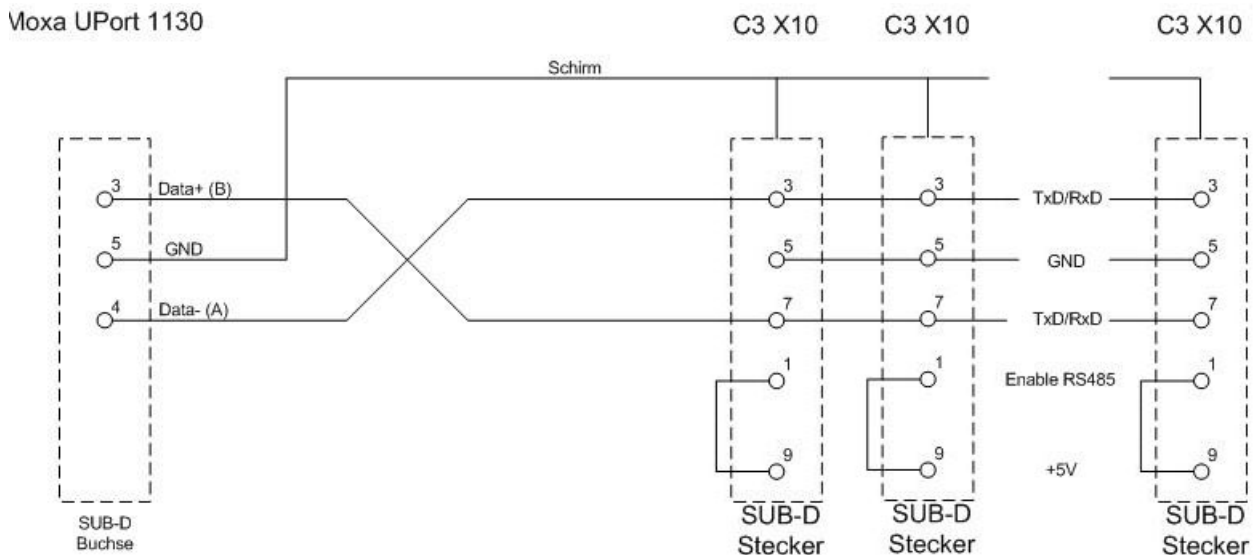 Moxa UPort 1130
C3 X10
C3 X10
C3 X10
Schirm
3
Data+ (B)
3
3
TxD/RxD
3
5
GND
5
5
GND
5
4
Data- (A)
7
7
TxD/RxD
7
1
1
Enable RS485
1
9
9
+5V
9
SUB-D
Buchse
SUB-D
Stecker
SUB-D
Stecker
SUB-D
Stecker